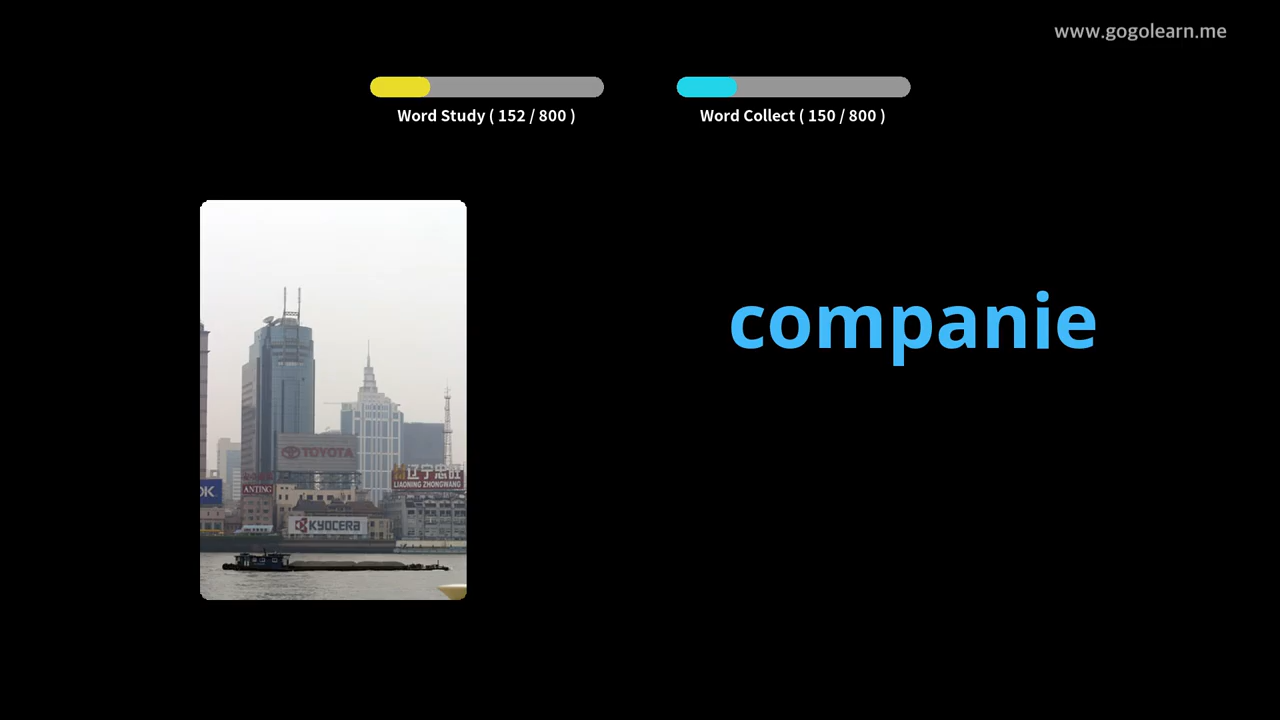 www.gogolearn.me
Word Study ( 152 / 800 )
Word Collect ( 150 / 800 )
companie
TOYOTA
辽宁忠旺
LIAONING ZHONGWANG
ANTING
KYOCERA